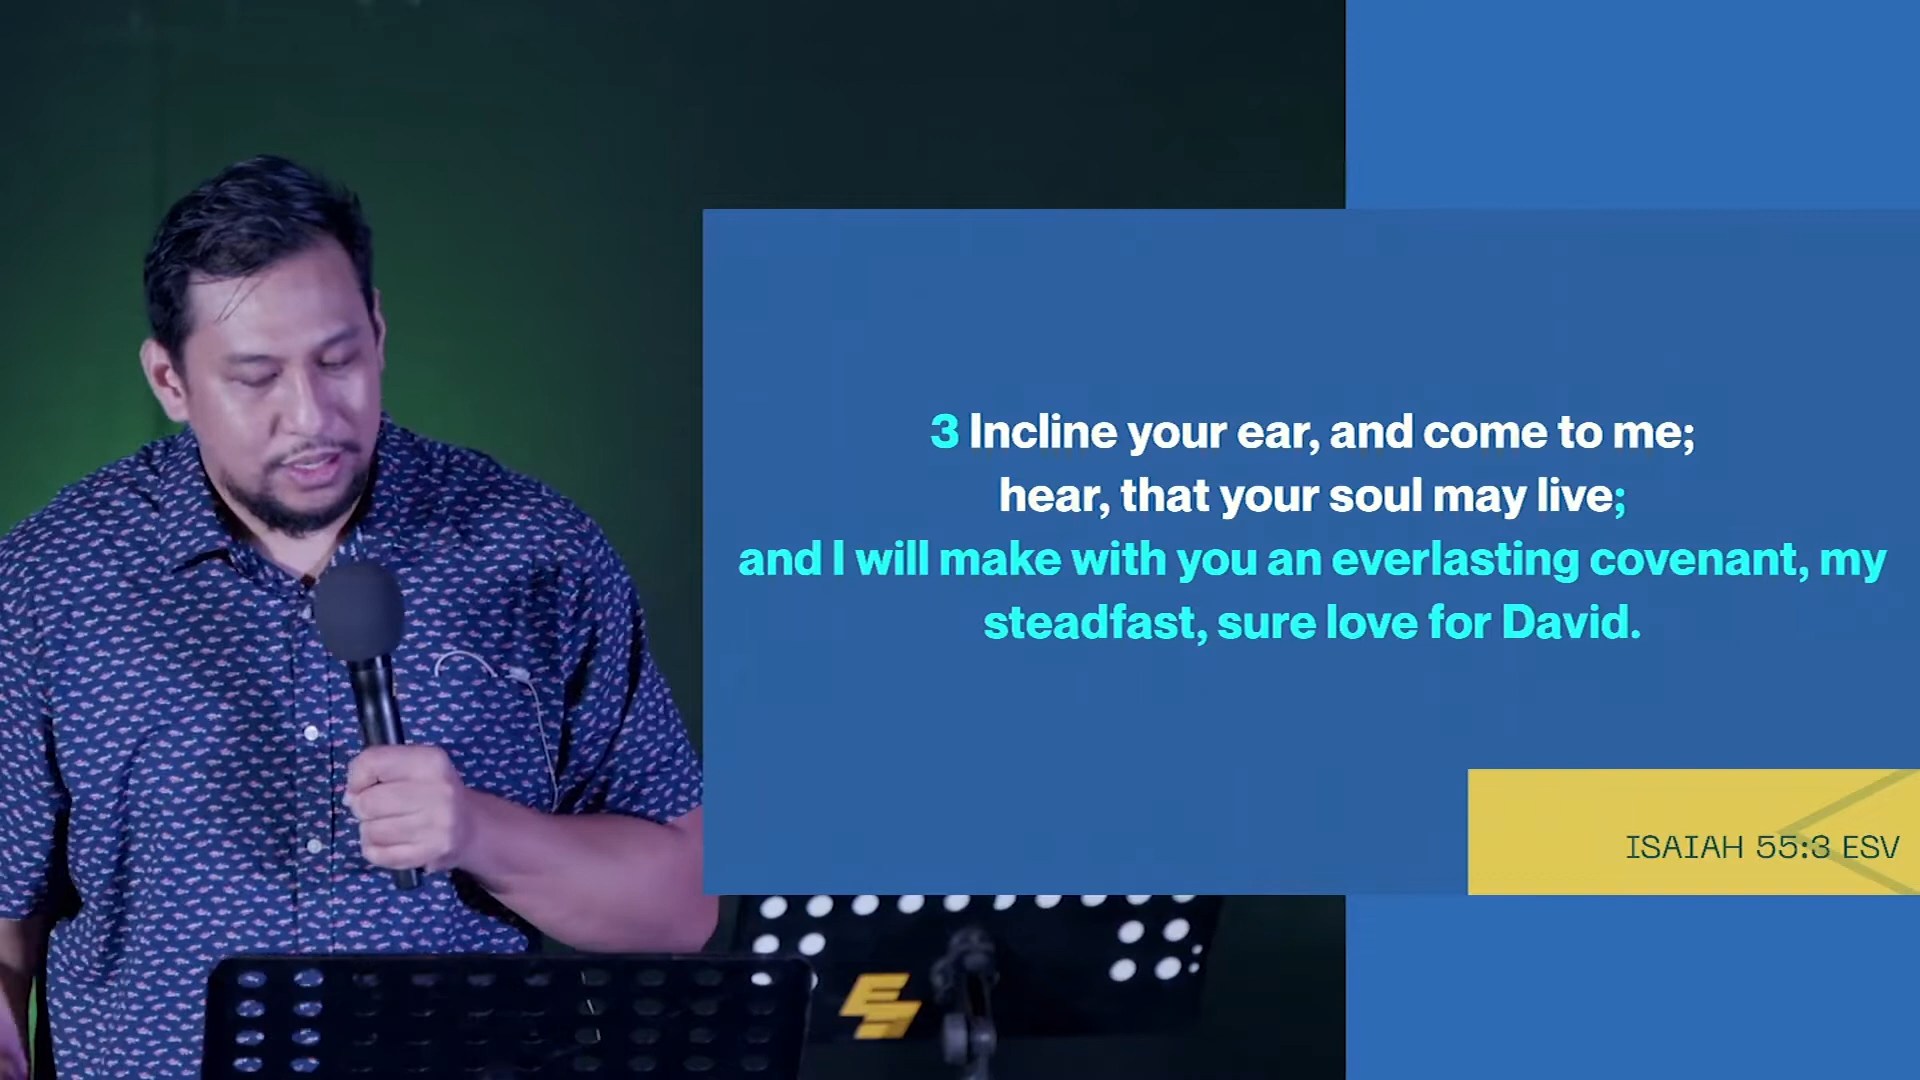 3 Incline your ear, and come to me;
hear, that your soul may live;
and I will make with you an everlasting covenant, my
steadfast, sure love for David.
ISAIAH 55:3 ESV
ES